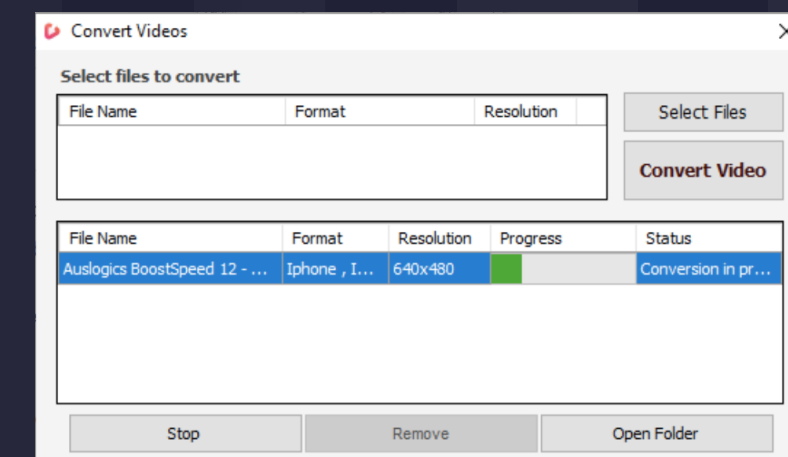 Convert Videos
Select files to convert
File Name Format Resolution
Select Files
Convert Video
File Name Format Resolution Progress Status
Auslogics BoostSpeed 12 - ... Iphone , I... 640x480 Conversion in pr...
Stop Remove Open Folder